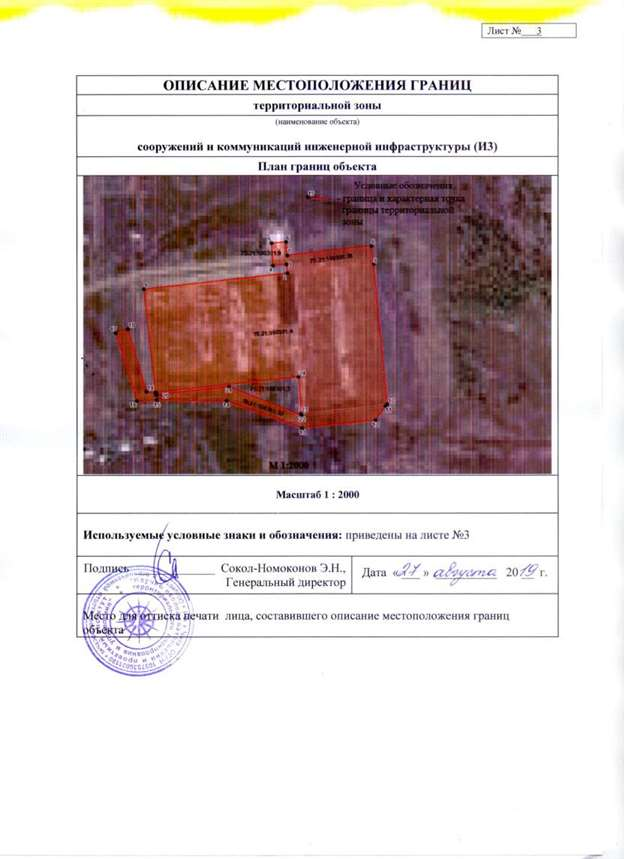 Лист № 3
ОПИСАНИЕ МЕСТОПОЛОЖЕНИЯ ГРАНИЦ
территориальной зоны
(наименование объекта)
сооружений и коммуникаций инженерной инфраструктуры (ИЗ)
План границ объекта
Условные обозначения
- граница и характерная точка
границы территориальной
зоны
М 1:2000
Масштаб 1 : 2000
Используемые условные знаки и обозначения: приведены на листе №3
Подпись Сокол-Номоконов Э.Н.,
Генеральный директор
Дата «27» августа 2019 г.
Место для оттиска печати лица, составившего описание местоположения границ
объекта